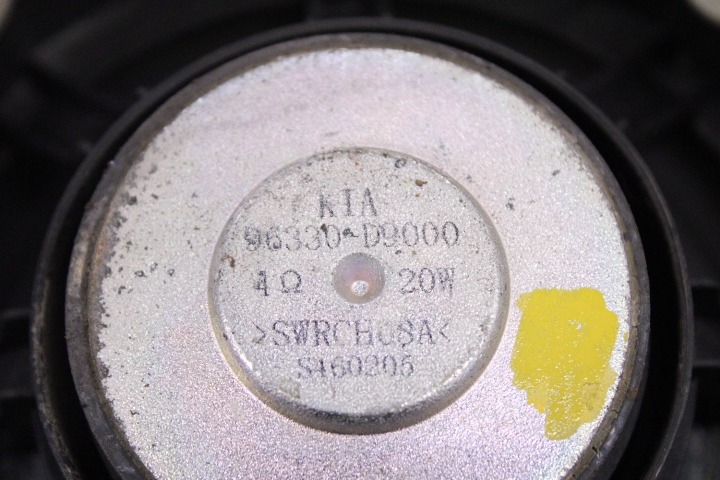 KIA
96330-D9000
4Ω 20W
>SWRCH08A<
S160205